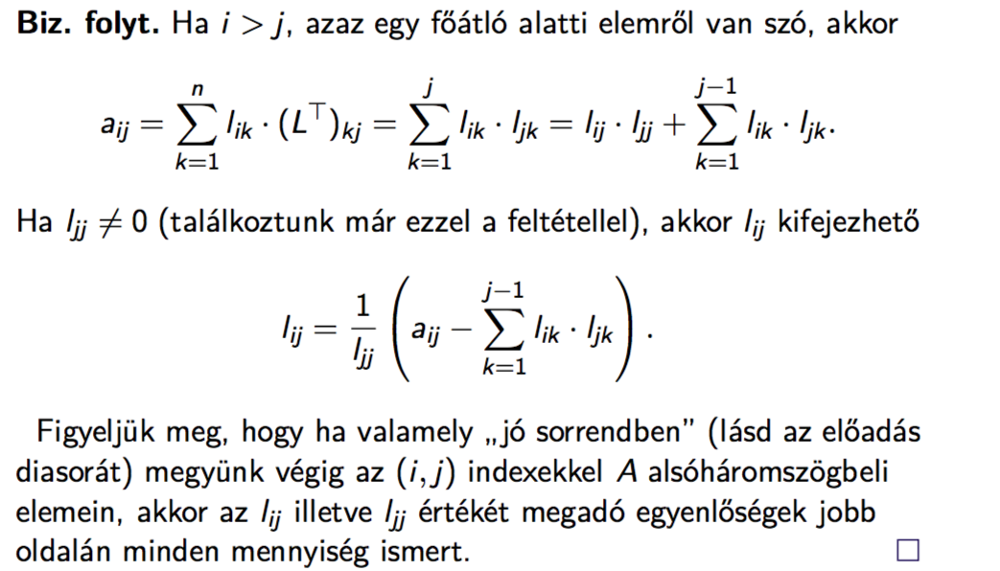 Biz. folyt. Ha i > j, azaz egy főátló alatti elemről van szó, akkor
a_{ij} = \sum_{k=1}^{n} l_{ik} \cdot (L^\top)_{kj} = \sum_{k=1}^{j} l_{ik} \cdot l_{jk} = l_{ij} \cdot l_{jj} + \sum_{k=1}^{j-1} l_{ik} \cdot l_{jk}.
Ha l_{jj} ≠ 0 (találkoztunk már ezzel a feltétellel), akkor l_{ij} kifejezhető
l_{ij} = \frac{1}{l_{jj}} \left( a_{ij} - \sum_{k=1}^{j-1} l_{ik} \cdot l_{jk} \right).
Figyeljük meg, hogy ha valamely „jó sorrendben” (lásd az előadás
diasorát) megyünk végig az (i, j) indexekkel A alsóháromszögbeli
elemein, akkor az l_{ij} illetve l_{jj} értékét megadó egyenlőségek jobb
oldalán minden mennyiség ismert. □